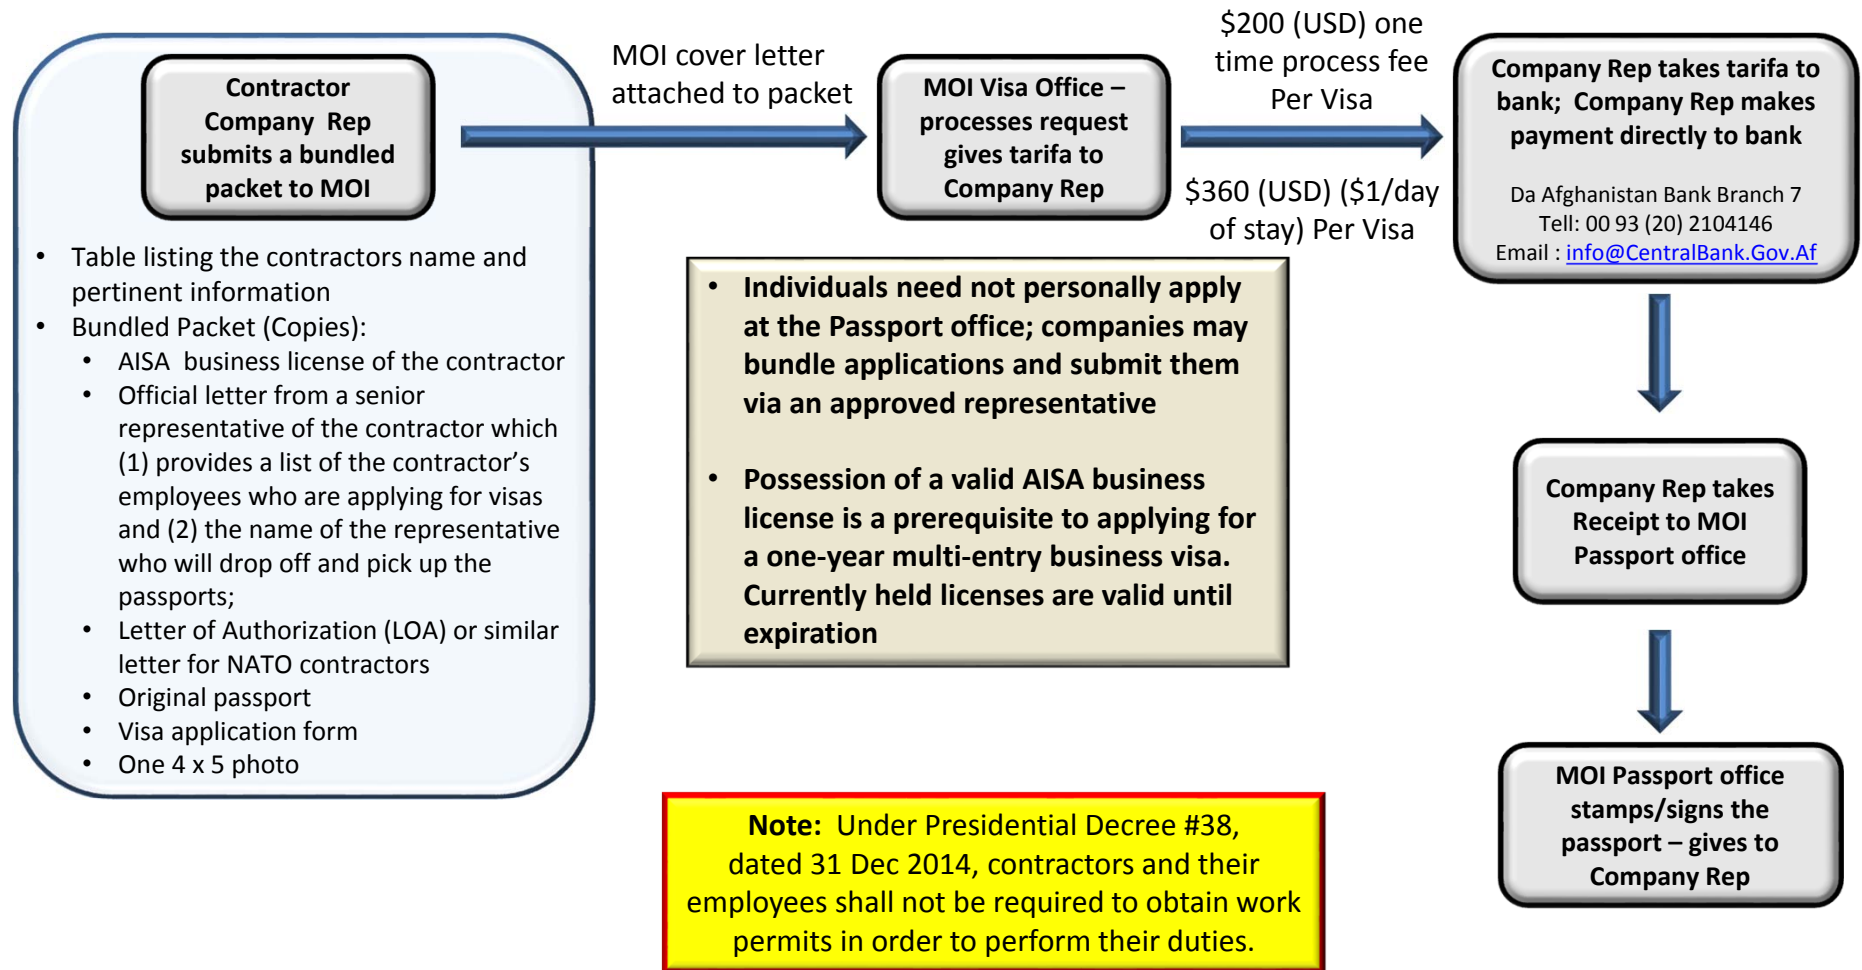 Contractor
Company Rep
submits a bundled
packet to MOI
• Table listing the contractors name and
pertinent information
• Bundled Packet (Copies):
• AISA business license of the contractor
• Official letter from a senior
representative of the contractor which
(1) provides a list of the contractor’s
employees who are applying for visas
and (2) the name of the representative
who will drop off and pick up the
passports;
• Letter of Authorization (LOA) or similar
letter for NATO contractors
• Original passport
• Visa application form
• One 4 x 5 photo
MOI cover letter
attached to packet
MOI Visa Office –
processes request
gives tarifa to
Company Rep
$200 (USD) one
time process fee
Per Visa
$360 (USD) ($1/day
of stay) Per Visa
Company Rep takes tarifa to
bank; Company Rep makes
payment directly to bank
Da Afghanistan Bank Branch 7
Tell: 00 93 (20) 2104146
Email : info@CentralBank.Gov.Af
• Individuals need not personally apply
at the Passport office; companies may
bundle applications and submit them
via an approved representative
• Possession of a valid AISA business
license is a prerequisite to applying for
a one-year multi-entry business visa.
Currently held licenses are valid until
expiration
Company Rep takes
Receipt to MOI
Passport office
MOI Passport office
stamps/signs the
passport – gives to
Company Rep
Note: Under Presidential Decree #38,
dated 31 Dec 2014, contractors and their
employees shall not be required to obtain work
permits in order to perform their duties.